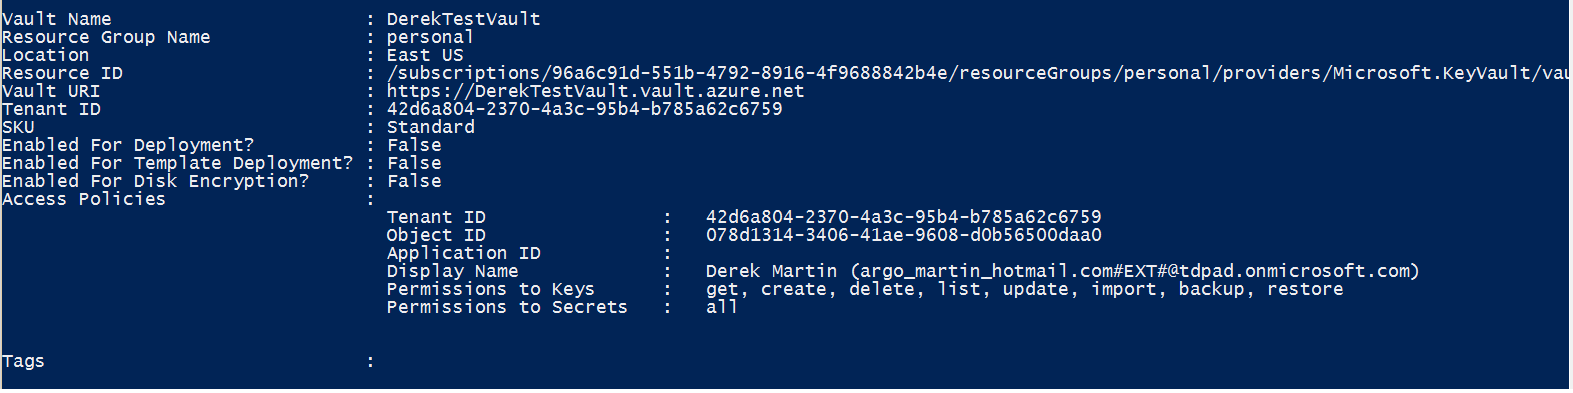 Vault Name : DerekTestVault
Resource Group Name : personal
Location : East US
Resource ID : /subscriptions/96a6c91d-551b-4792-8916-4f9688842b4e/resourceGroups/personal/providers/Microsoft.KeyVault/vau
Vault URI : https://DerekTestVault.vault.azure.net
Tenant ID : 42d6a804-2370-4a3c-95b4-b785a62c6759
SKU : Standard
Enabled For Deployment? : False
Enabled For Template Deployment? : False
Enabled For Disk Encryption? : False
Access Policies :
Tenant ID : 42d6a804-2370-4a3c-95b4-b785a62c6759
Object ID : 078d1314-3406-41ae-9608-d0b56500daa0
Application ID :
Display Name : Derek Martin (argo_martin_hotmail.com#EXT#@tdpad.onmicrosoft.com)
Permissions to Keys : get, create, delete, list, update, import, backup, restore
Permissions to Secrets : all
Tags :